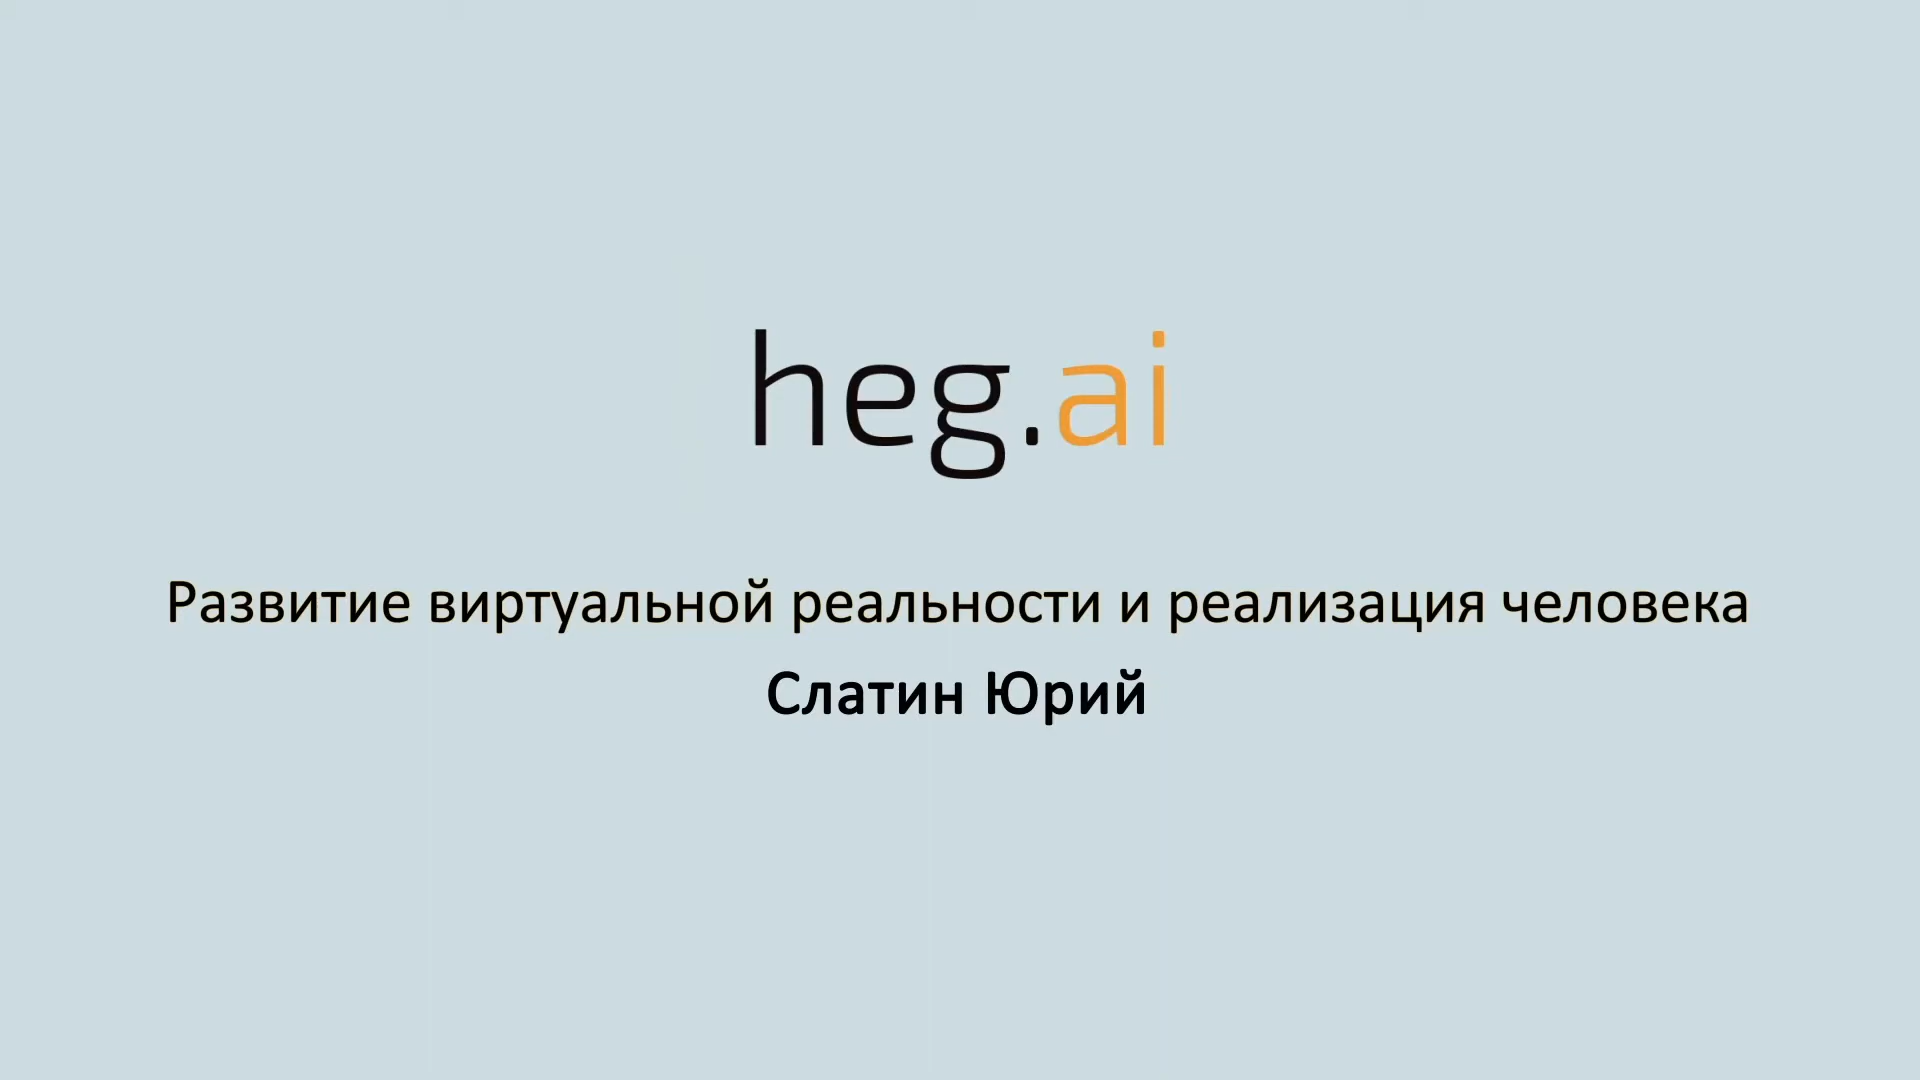 heg.ai
Развитие виртуальной реальности и реализация человека
Слатин Юрий